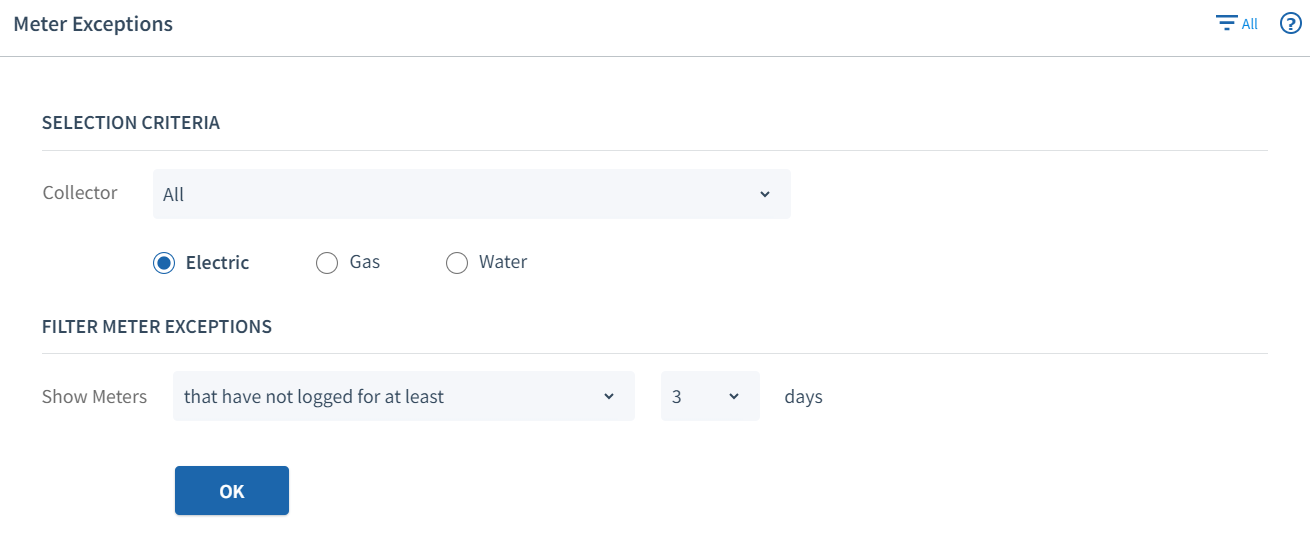 Meter Exceptions
All
?
SELECTION CRITERIA
Collector All
Electric Gas Water
FILTER METER EXCEPTIONS
Show Meters that have not logged for at least 3 days
OK